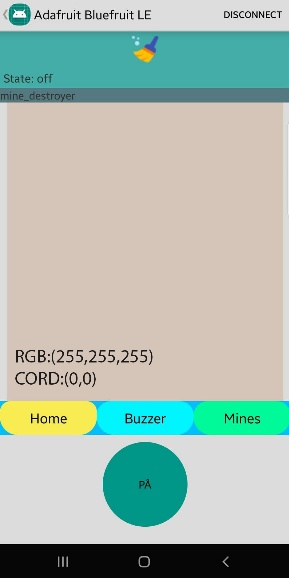 Adafruit Bluefruit LE DISCONNECT
State: off
mine_destroyer
RGB:(255,255,255)
CORD:(0,0)
Home Buzzer Mines
PÅ